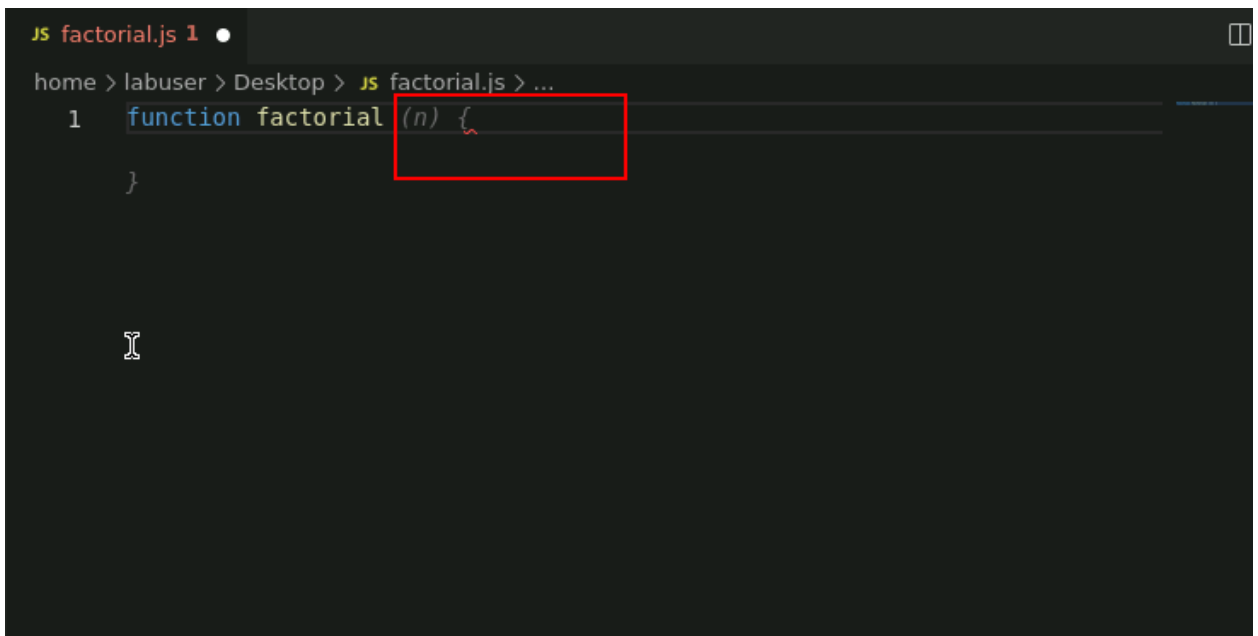 JS factorial.js 1
home > labuser > Desktop > JS factorial.js > ...
1 function factorial (n) {
}